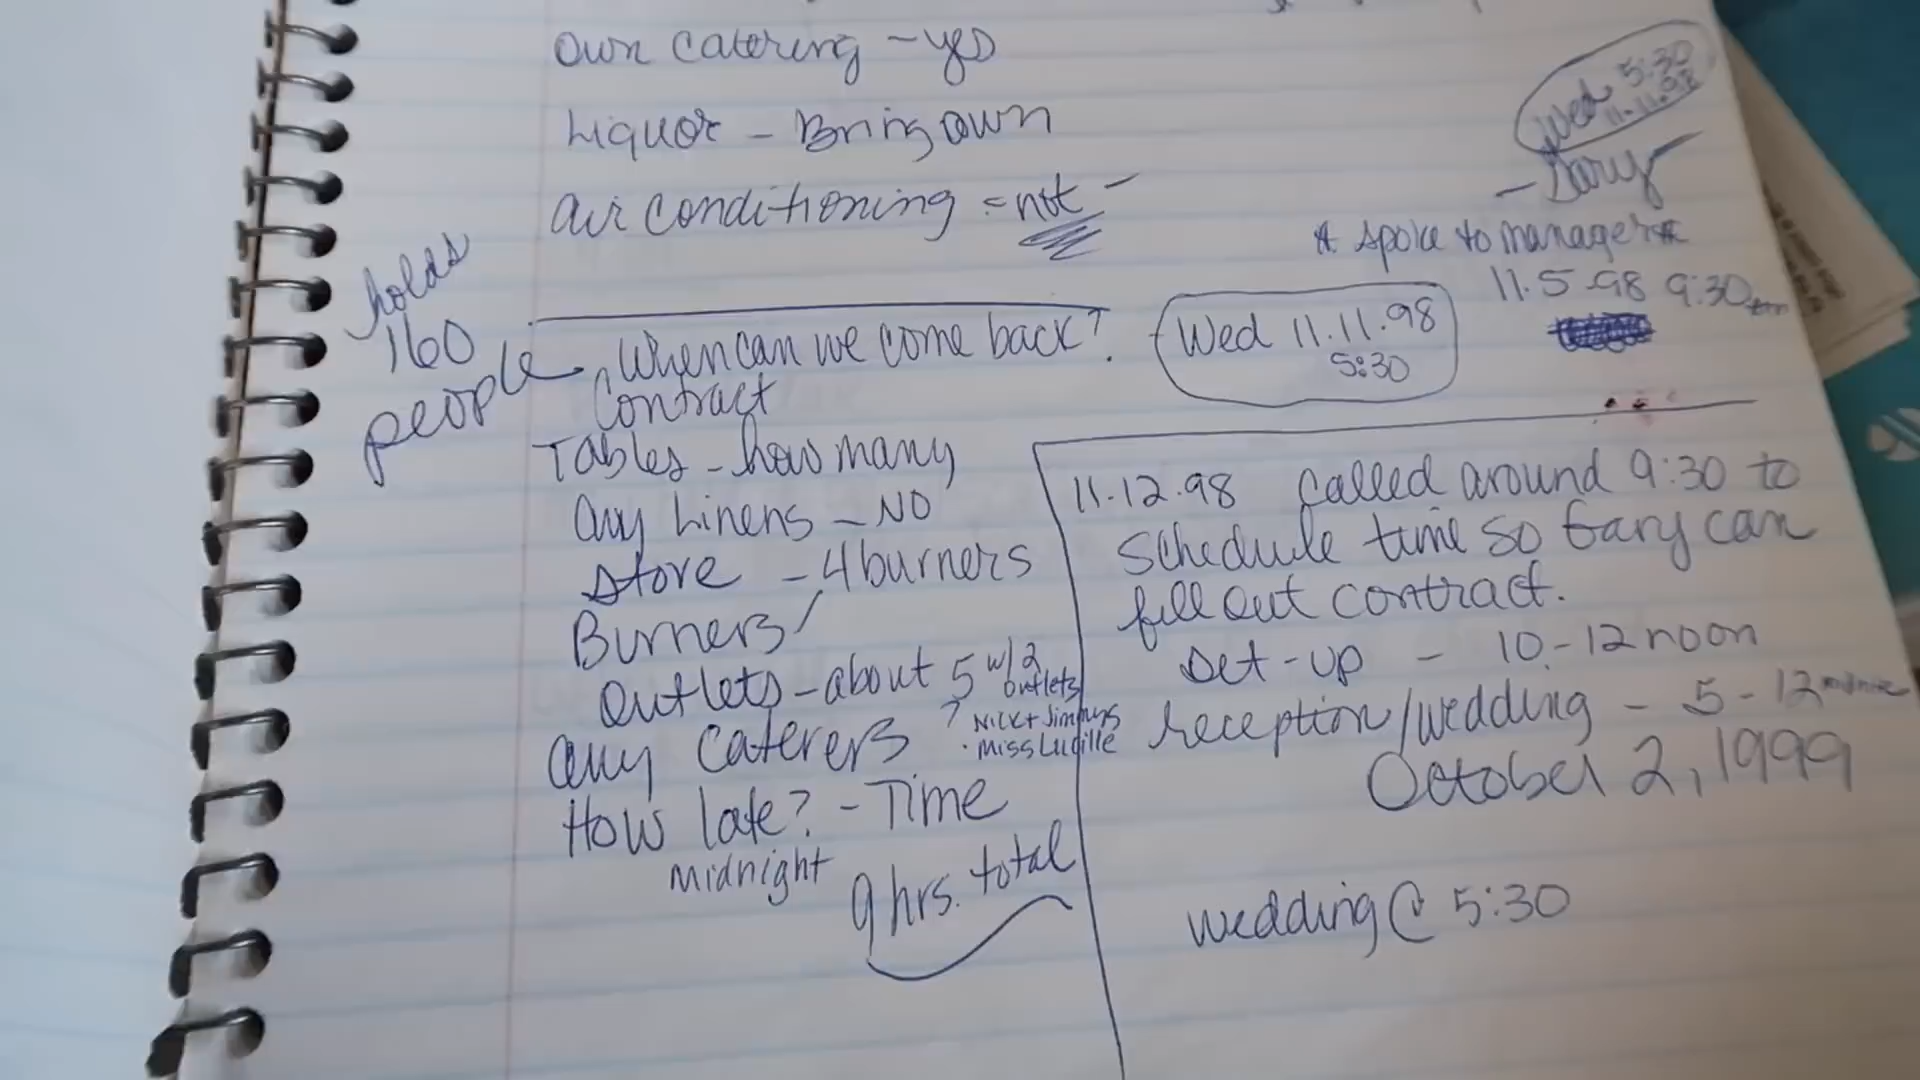 own catering - yes
Liquor - Bring own
air conditioning - not -
Wed 5:30
11.11.98
- Gary
* spoke to manager *
11.5.98 9:30am
holds
160
people
When can we come back?
Wed 11.11.98
5:30
Contract
Tables - how many
any Linens - NO
Stove - 4 burners
Burners /
Outlets - about 5 w/2 outlets
any Caterers ? Nick + Jimmys
. Miss Lucille
How late? - Time
midnight
9 hrs. total
11.12.98 called around 9:30 to
schedule time so Gary can
fill out contract.
Set-up - 10-12 noon
reception/wedding - 5-12 midnite
October 2, 1999
wedding @ 5:30